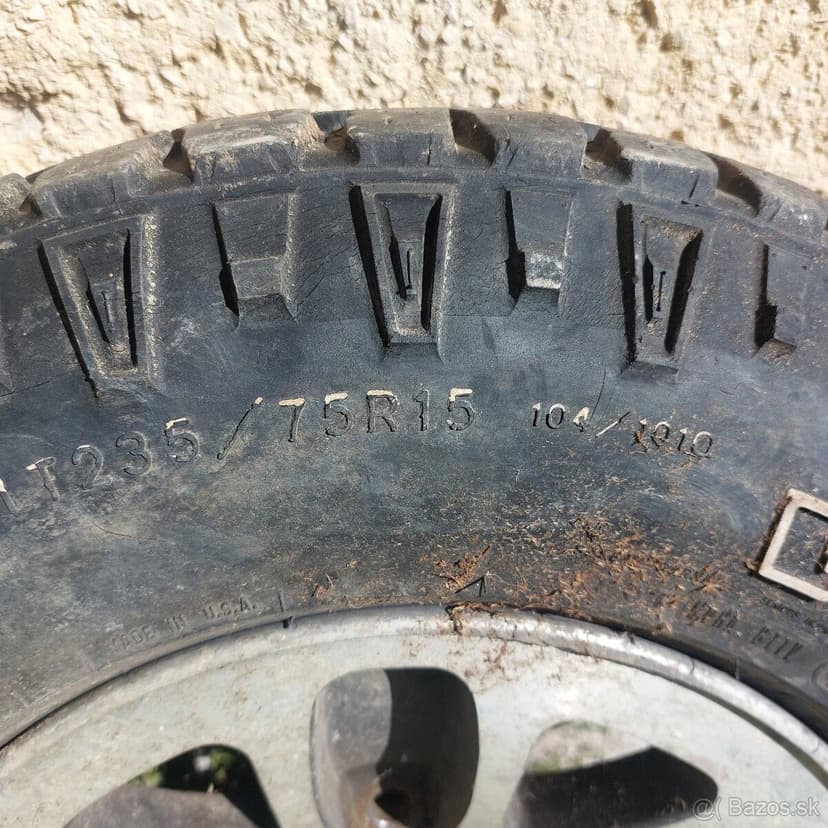 LT235/75R15 104/101Q
MADE IN U.S.A.
@ Bazos.sk